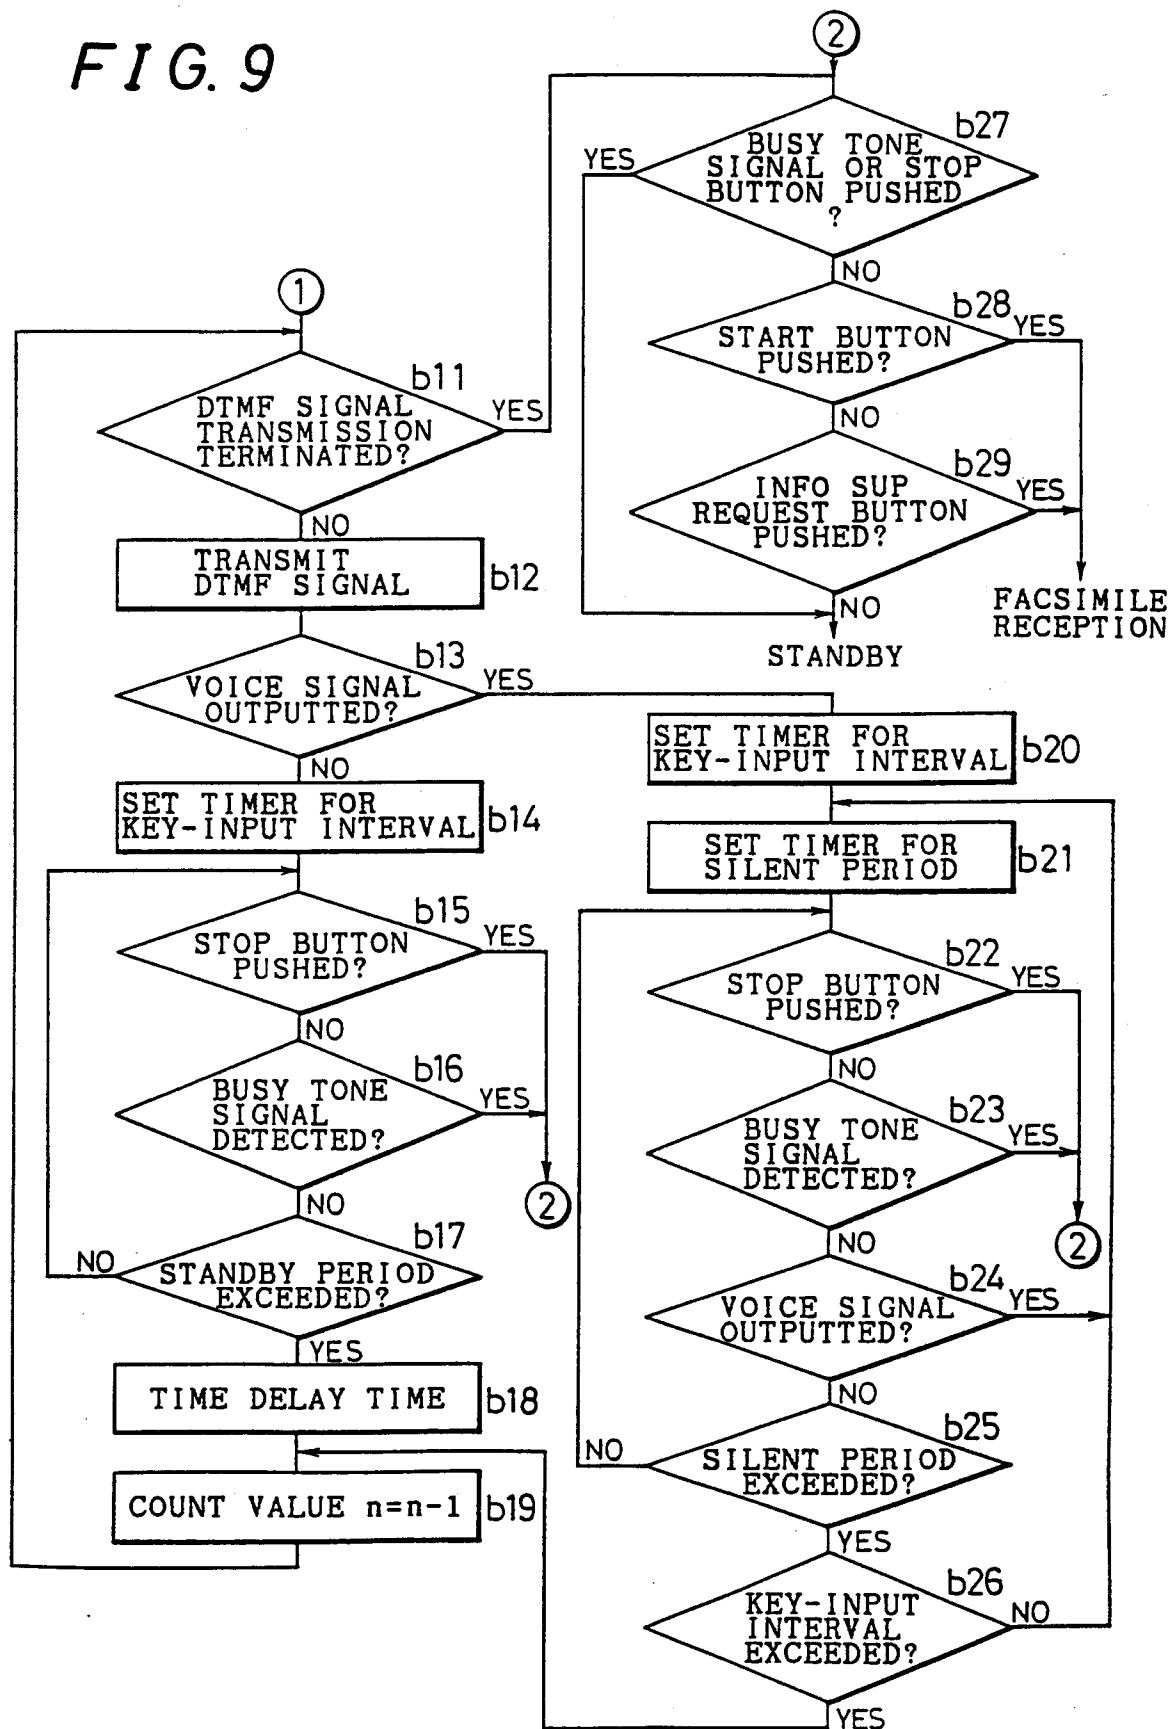 FIG. 9
1
b11
DTMF SIGNAL
TRANSMISSION
TERMINATED?
YES
NO
TRANSMIT
DTMF SIGNAL
b12
b13
VOICE SIGNAL
OUTPUTTED?
YES
NO
SET TIMER FOR
KEY-INPUT INTERVAL
b14
b15
STOP BUTTON
PUSHED?
YES
NO
b16
BUSY TONE
SIGNAL
DETECTED?
YES
2
NO
b17
NO
STANDBY PERIOD
EXCEEDED?
YES
TIME DELAY TIME
b18
COUNT VALUE n=n-1
b19
2
b27
YES
BUSY TONE
SIGNAL OR STOP
BUTTON PUSHED
?
NO
b28
YES
START BUTTON
PUSHED?
NO
b29
YES
INFO SUP
REQUEST BUTTON
PUSHED?
NO
STANDBY
FACSIMILE
RECEPTION
SET TIMER FOR
KEY-INPUT INTERVAL
b20
SET TIMER FOR
SILENT PERIOD
b21
b22
STOP BUTTON
PUSHED?
YES
NO
b23
BUSY TONE
SIGNAL
DETECTED?
YES
2
NO
b24
VOICE SIGNAL
OUTPUTTED?
YES
NO
b25
NO
SILENT PERIOD
EXCEEDED?
YES
b26
KEY-INPUT
INTERVAL
EXCEEDED?
NO
YES